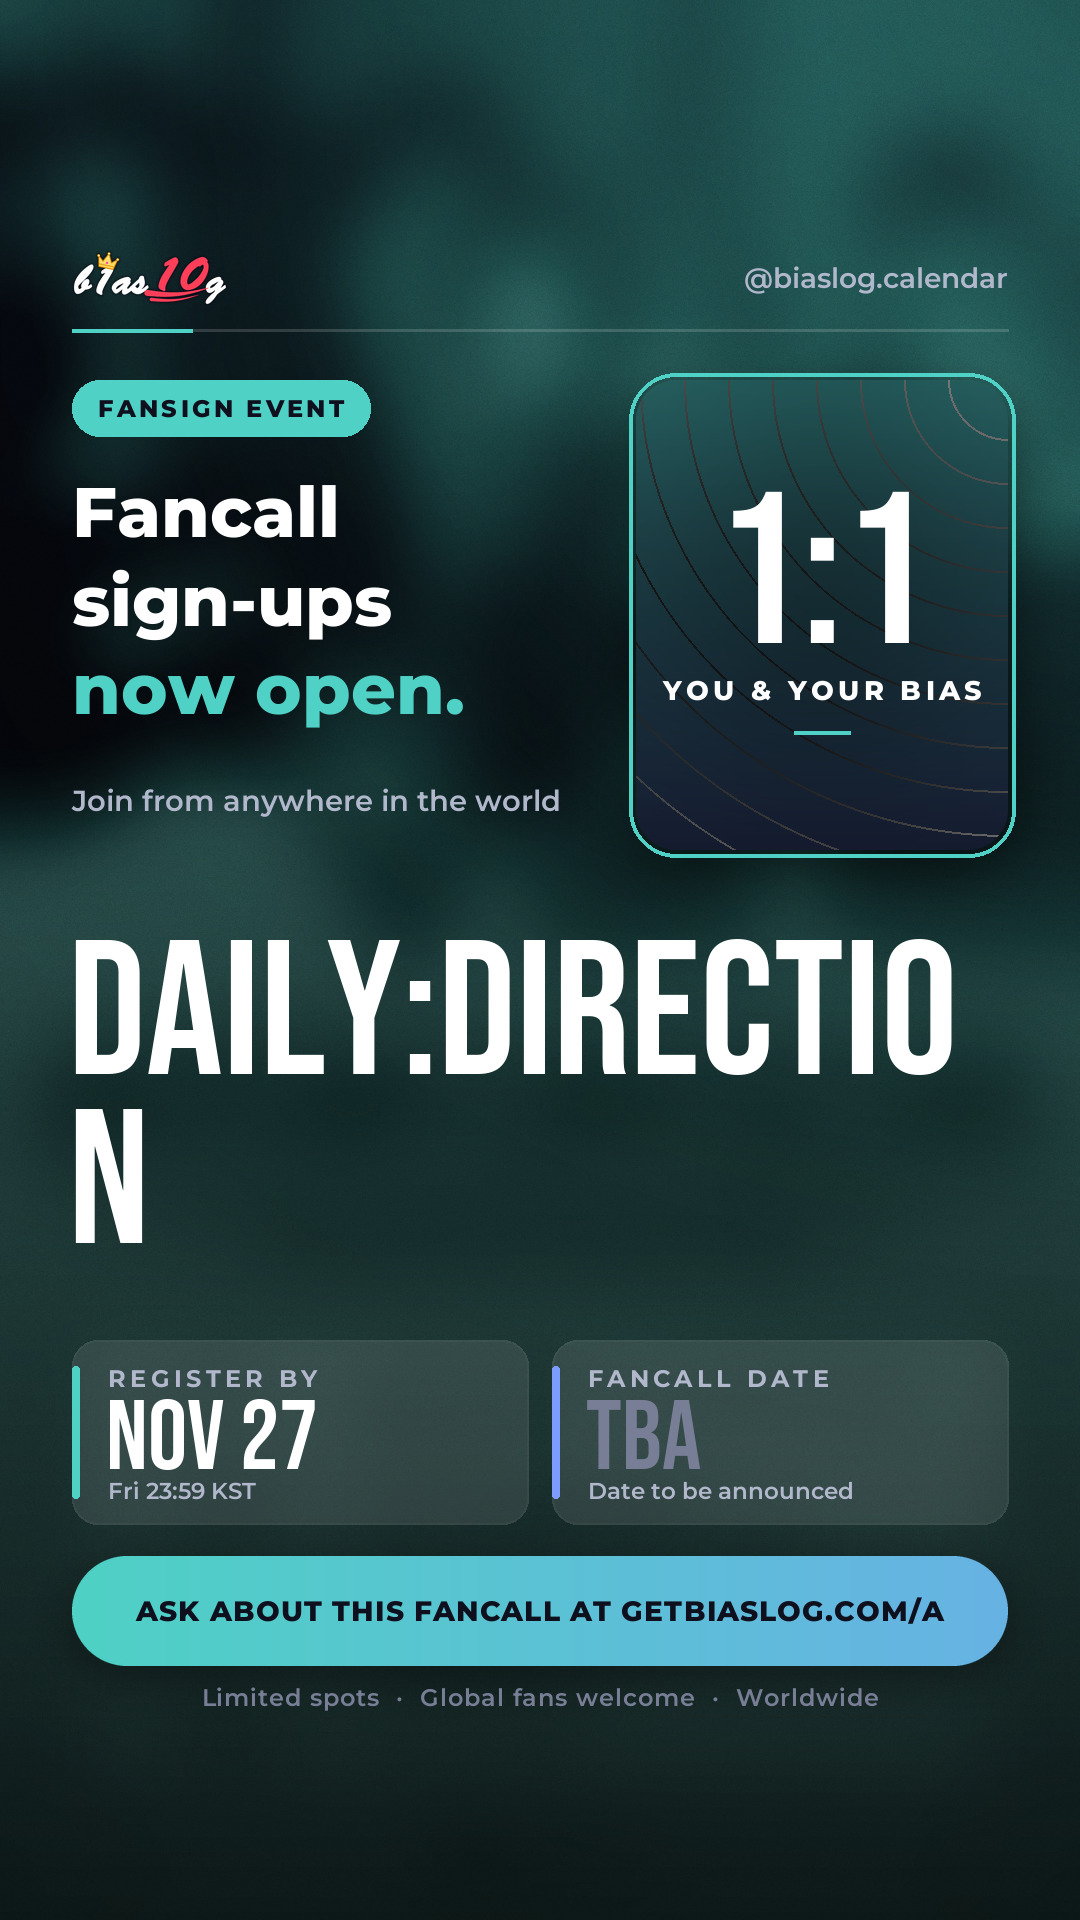 b1as10g
@biaslog.calendar
FANSIGN EVENT
Fancall
sign-ups
now open.
Join from anywhere in the world
1:1
YOU & YOUR BIAS
DAILY:DIRECTIO
N
REGISTER BY
NOV 27
Fri 23:59 KST
FANCALL DATE
TBA
Date to be announced
ASK ABOUT THIS FANCALL AT GETBIASLOG.COM/A
Limited spots · Global fans welcome · Worldwide